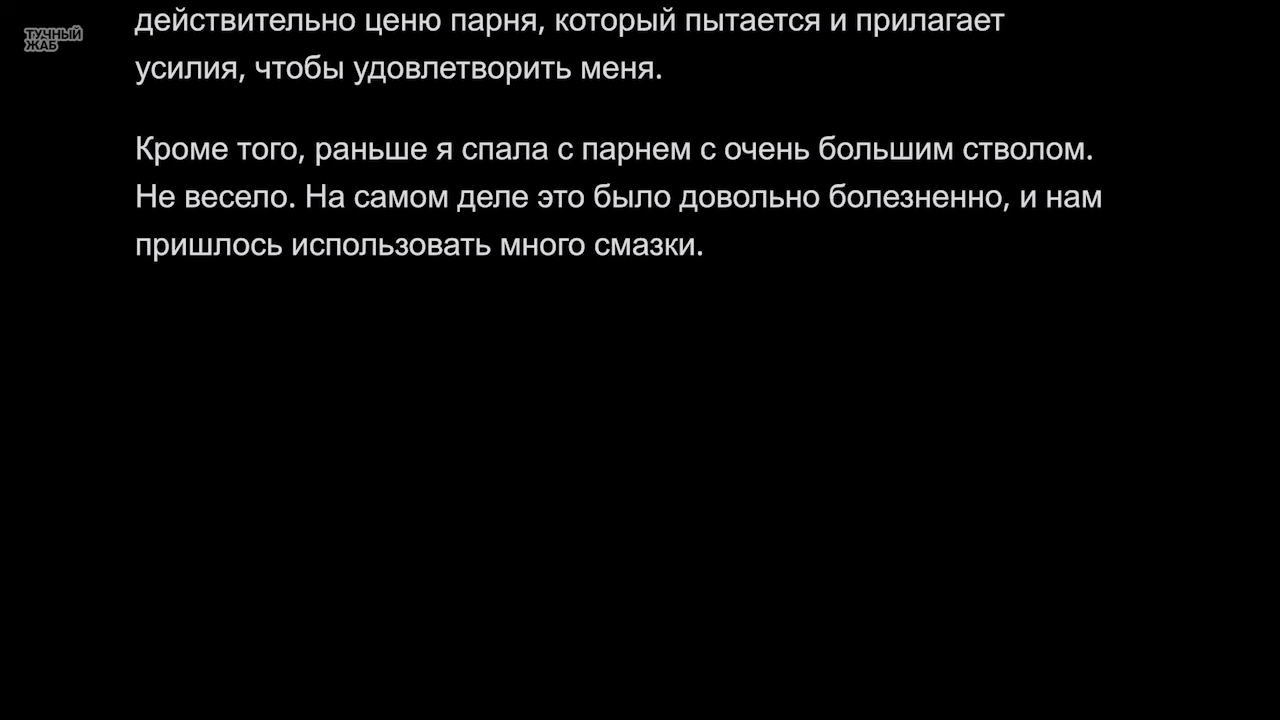 ТУЧНЫЙ
ЖАБ
действительно ценю парня, который пытается и прилагает
усилия, чтобы удовлетворить меня.
Кроме того, раньше я спала с парнем с очень большим стволом.
Не весело. На самом деле это было довольно болезненно, и нам
пришлось использовать много смазки.